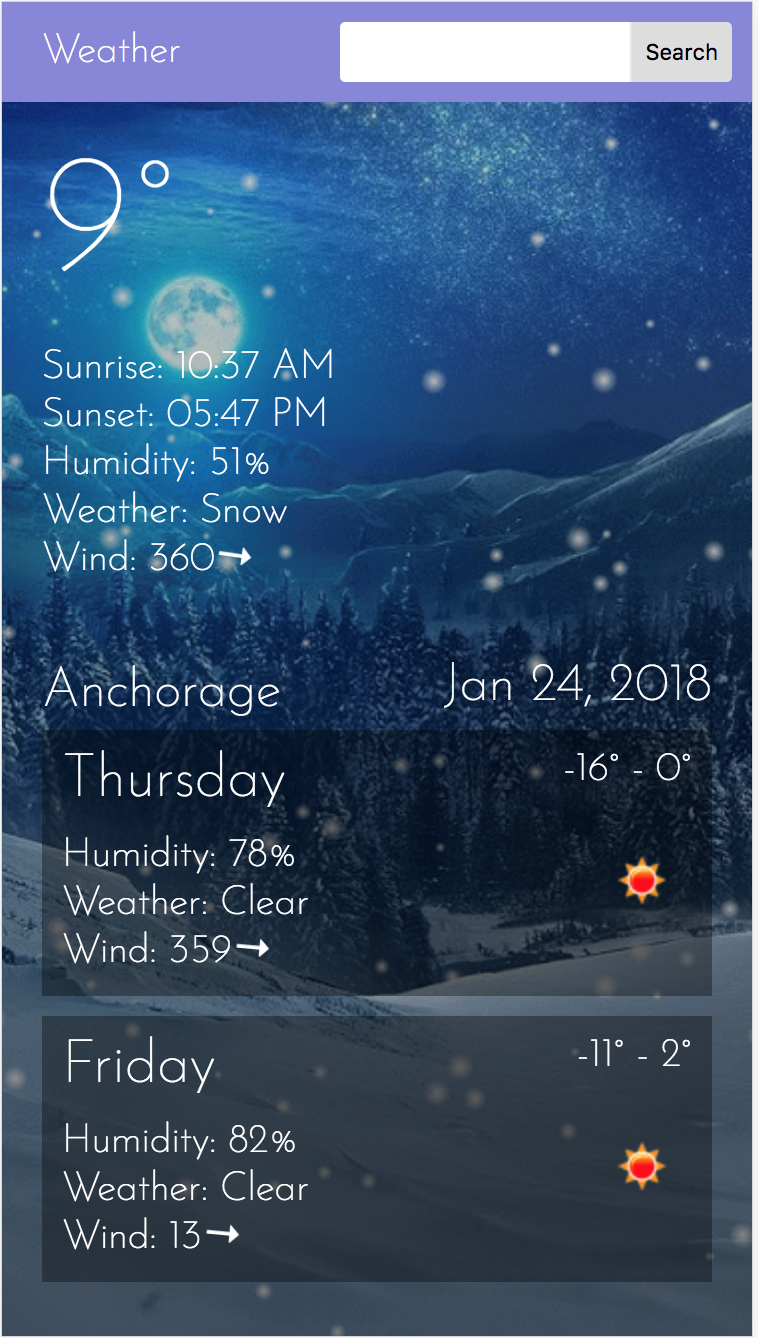 Weather
Search
9°
Sunrise: 10:37 AM
Sunset: 05:47 PM
Humidity: 51%
Weather: Snow
Wind: 360→
Anchorage
Jan 24, 2018
Thursday
-16° - 0°
Humidity: 78%
Weather: Clear
Wind: 359→
Friday
-11° - 2°
Humidity: 82%
Weather: Clear
Wind: 13→